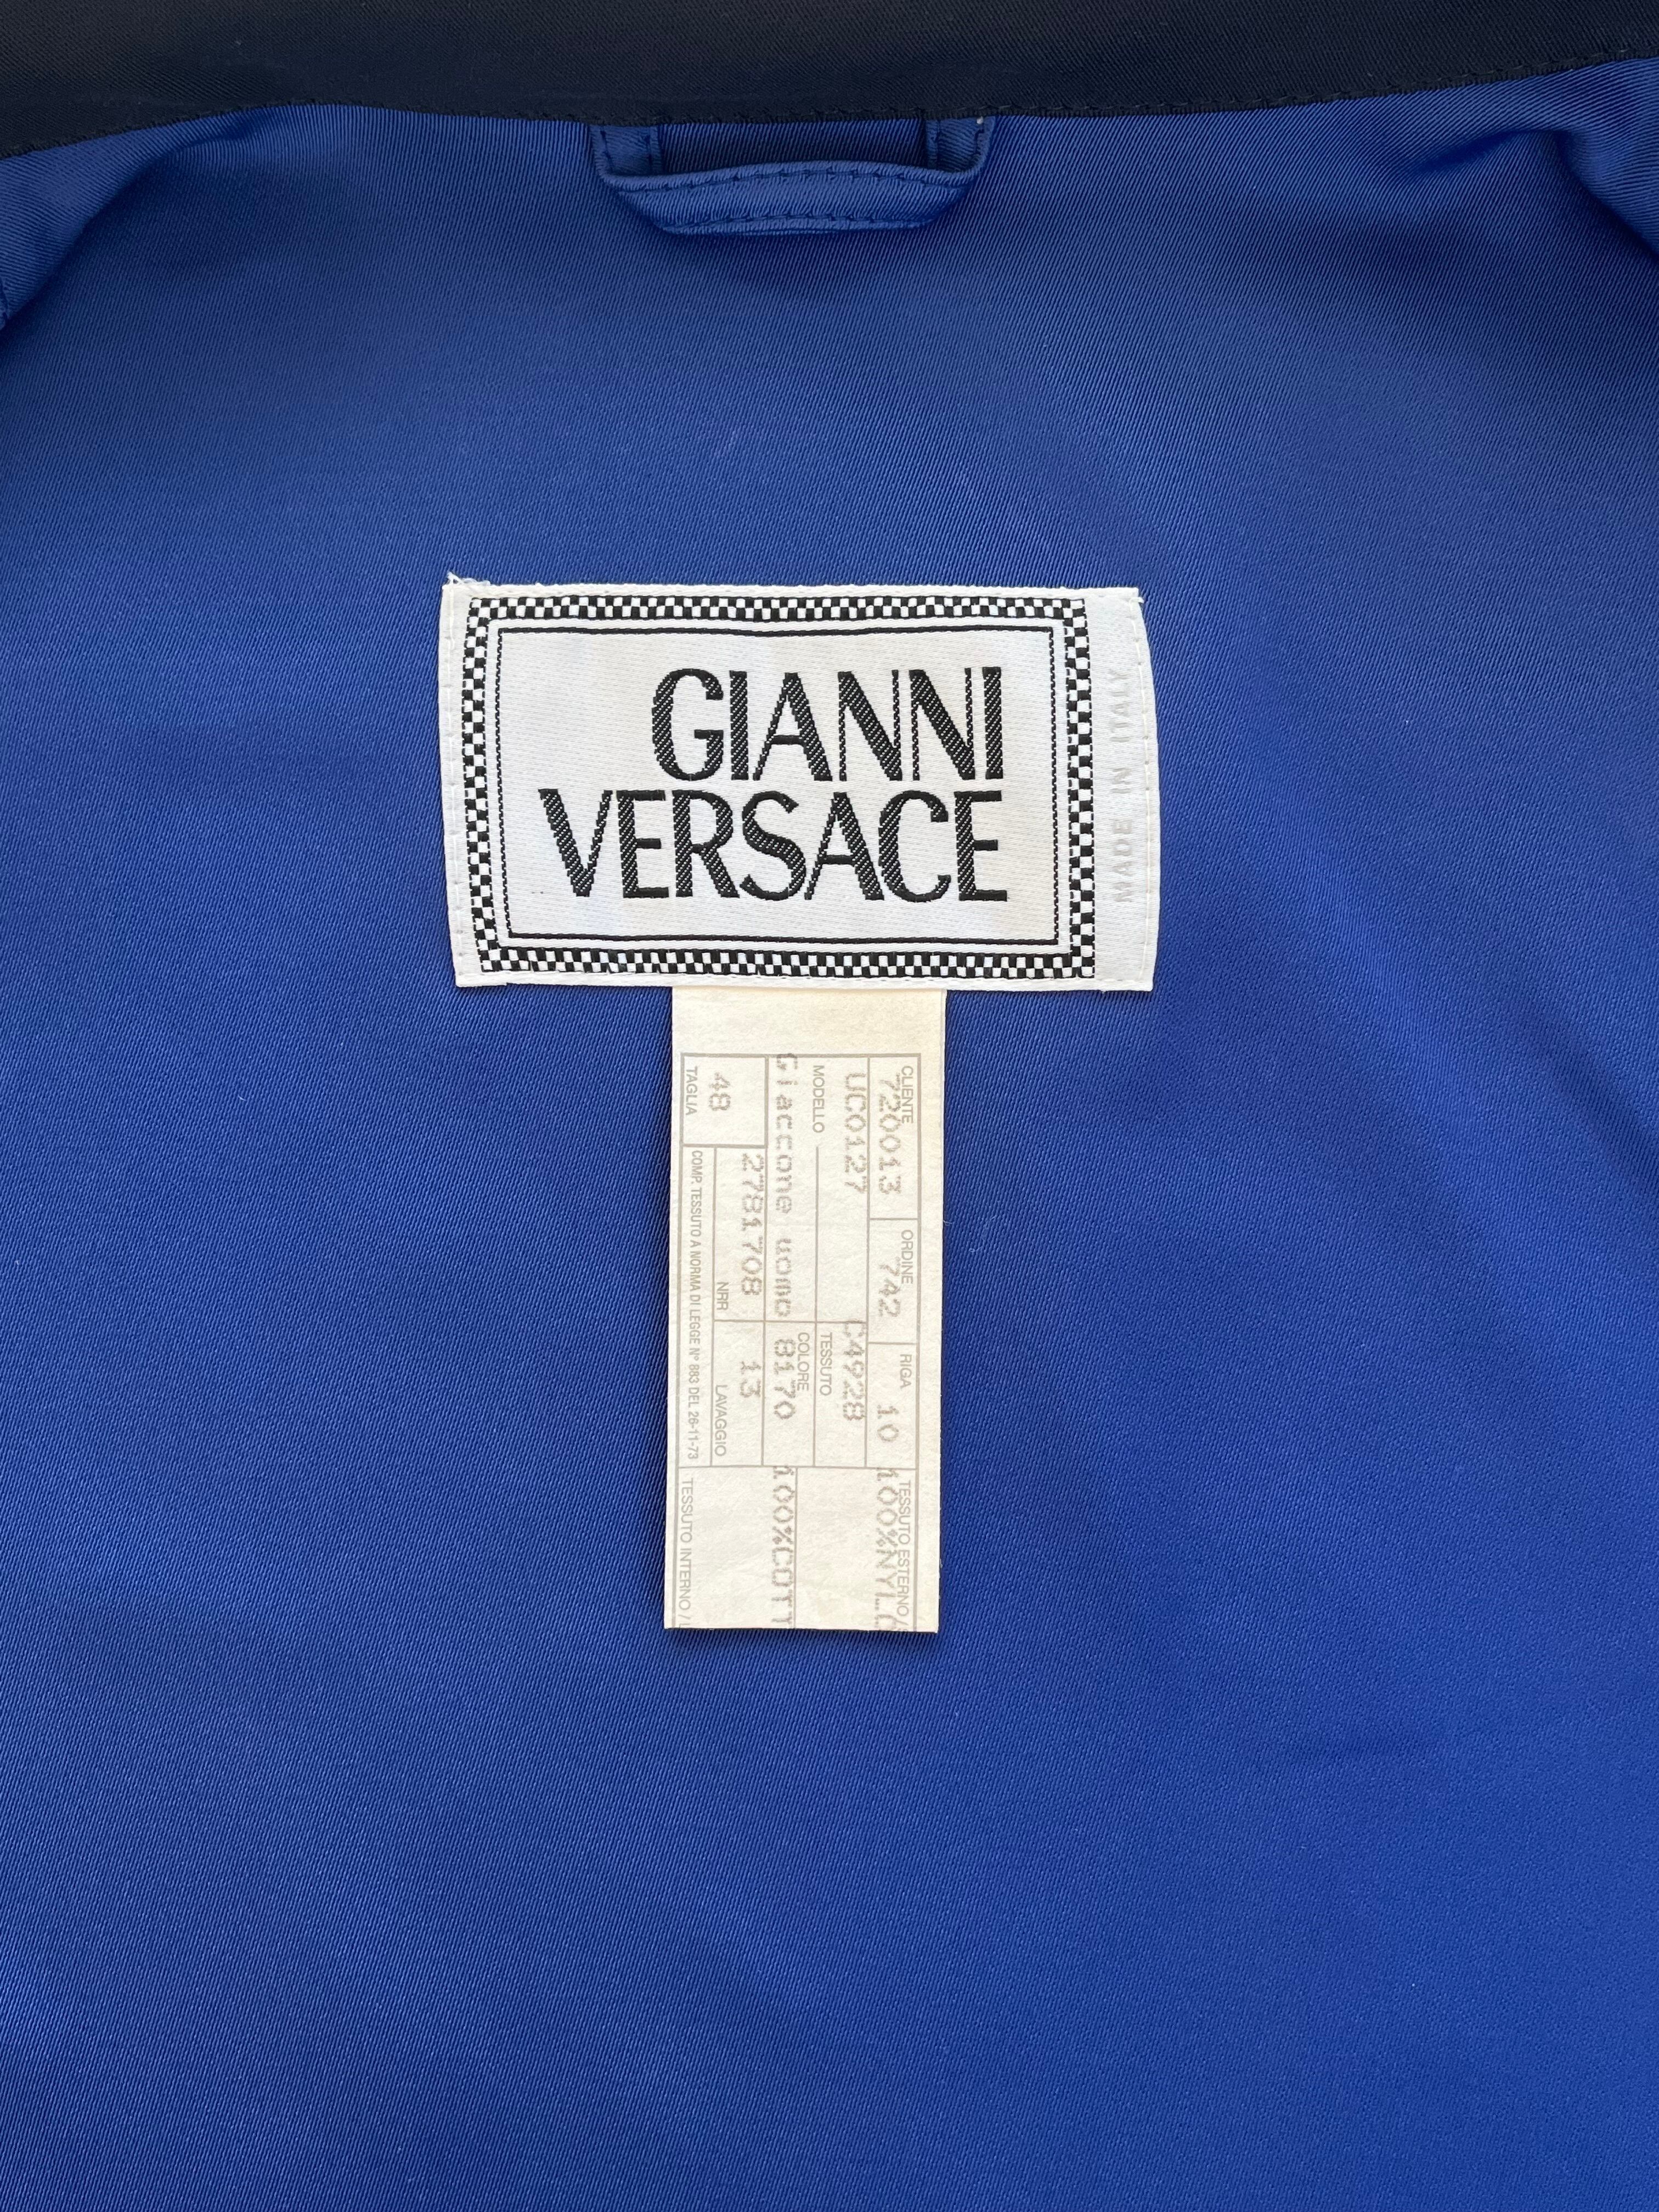 GIANNI
VERSACE
MADE IN ITALY
CLIENTE
720013
ORDINE
742
RIGA
10
TESSUTO ESTERNO/
UC0127
MODELLO
C4928
TESSUTO
Giaccone uomo
COLORE
8170
100%COTT
48
TAGLIA
2781708
NRR
13
LAVAGGIO
COMP. TESSUTO A NORMA DI LEGGE N° 883 DEL 26-11-73
TESSUTO INTERNO /